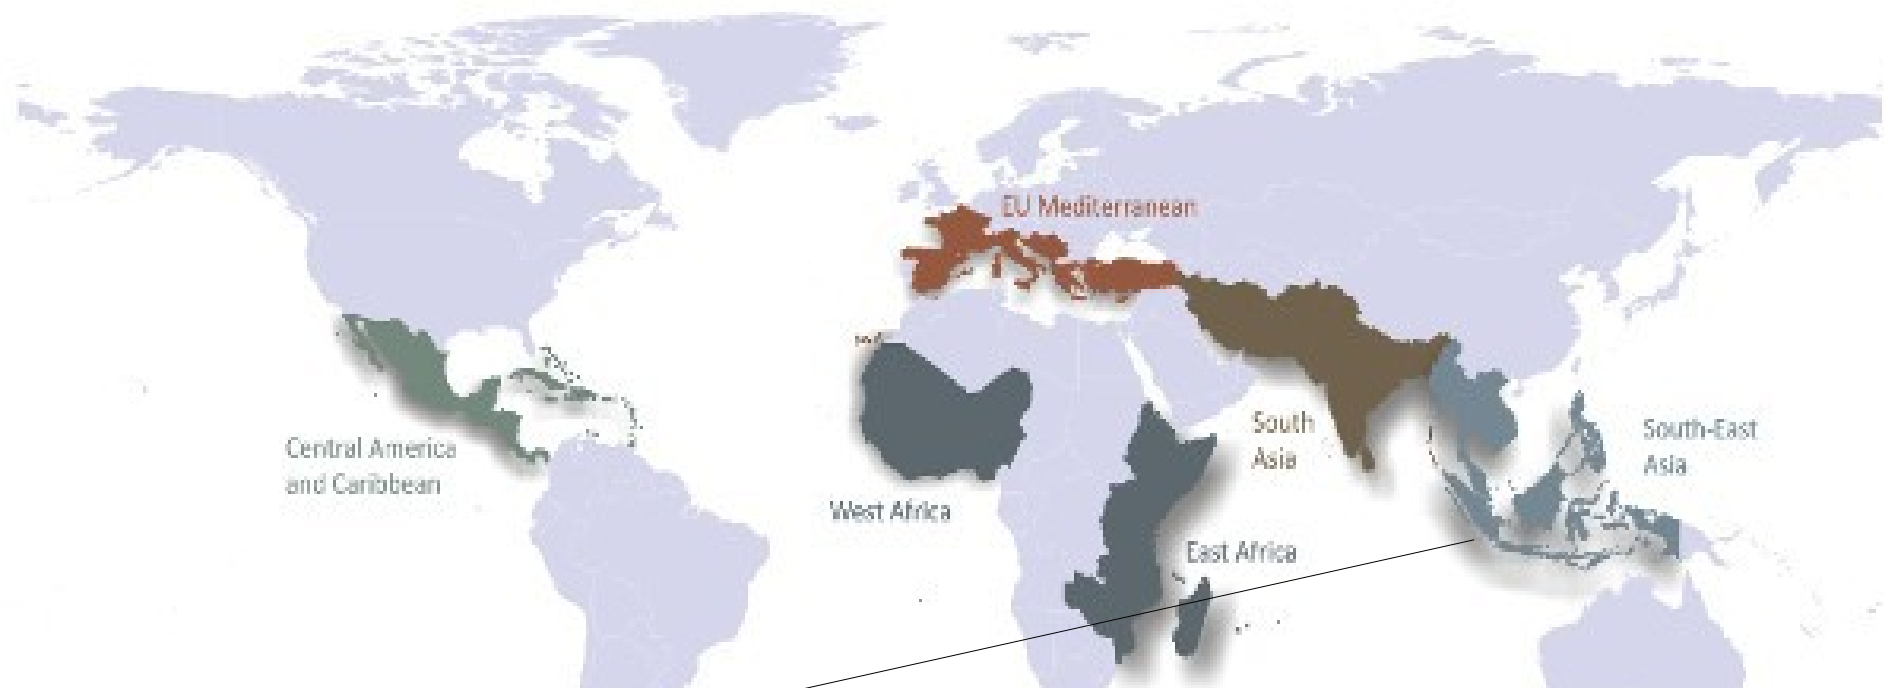 EU Mediterranean
South
Asia
South-East
Asia
Central America
and Caribbean
West Africa
East Africa